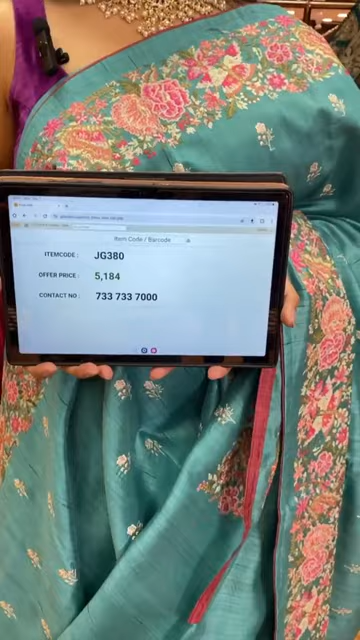 Item Code / Barcode
ITEMCODE : JG380
OFFER PRICE : 5,184
CONTACT NO : 733 733 7000